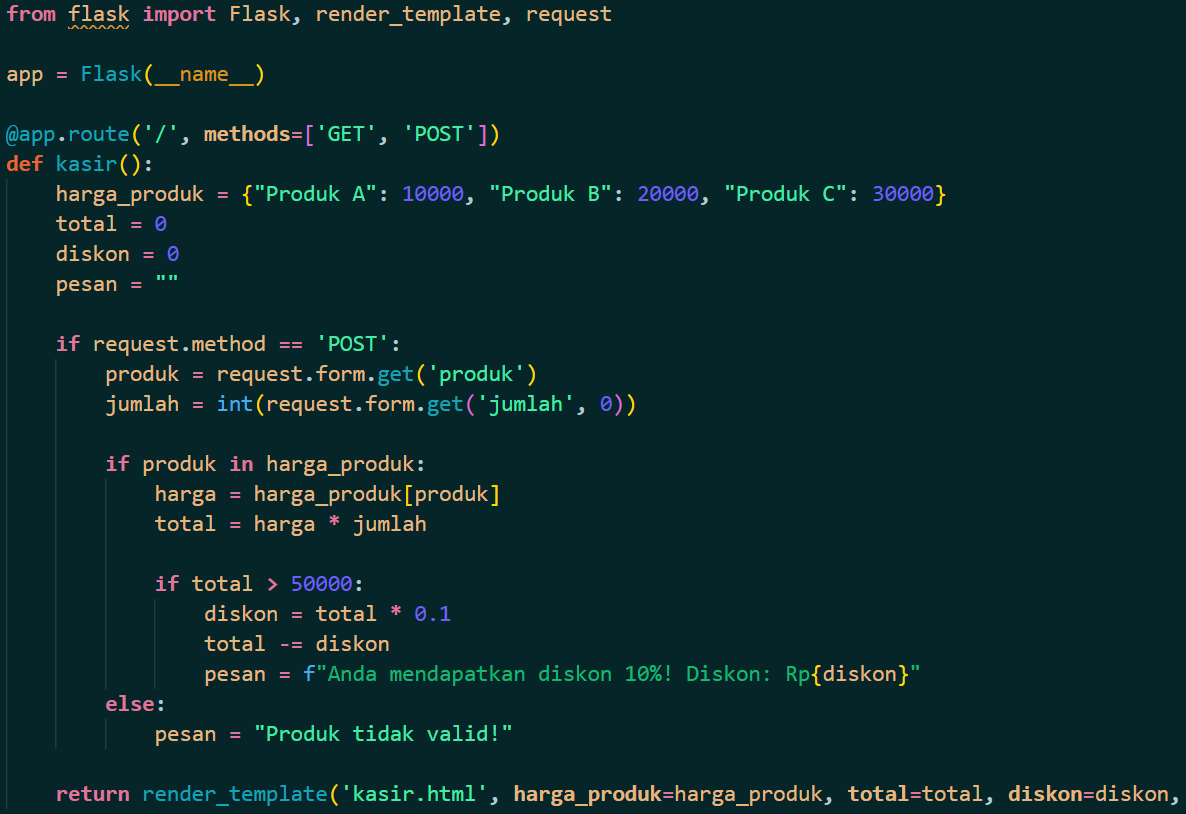 from flask import Flask, render_template, request
app = Flask(__name__)
@app.route('/', methods=['GET', 'POST'])
def kasir():
    harga_produk = {"Produk A": 10000, "Produk B": 20000, "Produk C": 30000}
    total = 0
    diskon = 0
    pesan = ""
    if request.method == 'POST':
        produk = request.form.get('produk')
        jumlah = int(request.form.get('jumlah', 0))
        if produk in harga_produk:
            harga = harga_produk[produk]
            total = harga * jumlah
            if total > 50000:
                diskon = total * 0.1
                total -= diskon
                pesan = f"Anda mendapatkan diskon 10%! Diskon: Rp{diskon}"
        else:
            pesan = "Produk tidak valid!"
    return render_template('kasir.html', harga_produk=harga_produk, total=total, diskon=diskon,